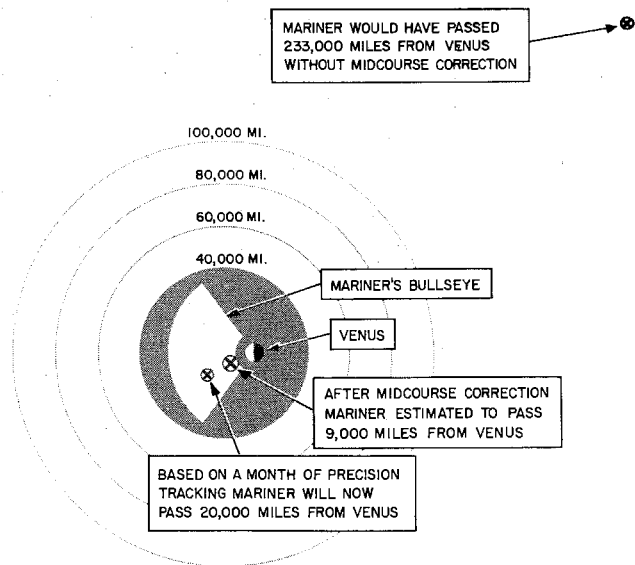 MARINER WOULD HAVE PASSED
233,000 MILES FROM VENUS
WITHOUT MIDCOURSE CORRECTION
100,000 MI.
80,000 MI.
60,000 MI.
40,000 MI.
MARINER'S BULLSEYE
VENUS
AFTER MIDCOURSE CORRECTION
MARINER ESTIMATED TO PASS
9,000 MILES FROM VENUS
BASED ON A MONTH OF PRECISION
TRACKING MARINER WILL NOW
PASS 20,000 MILES FROM VENUS